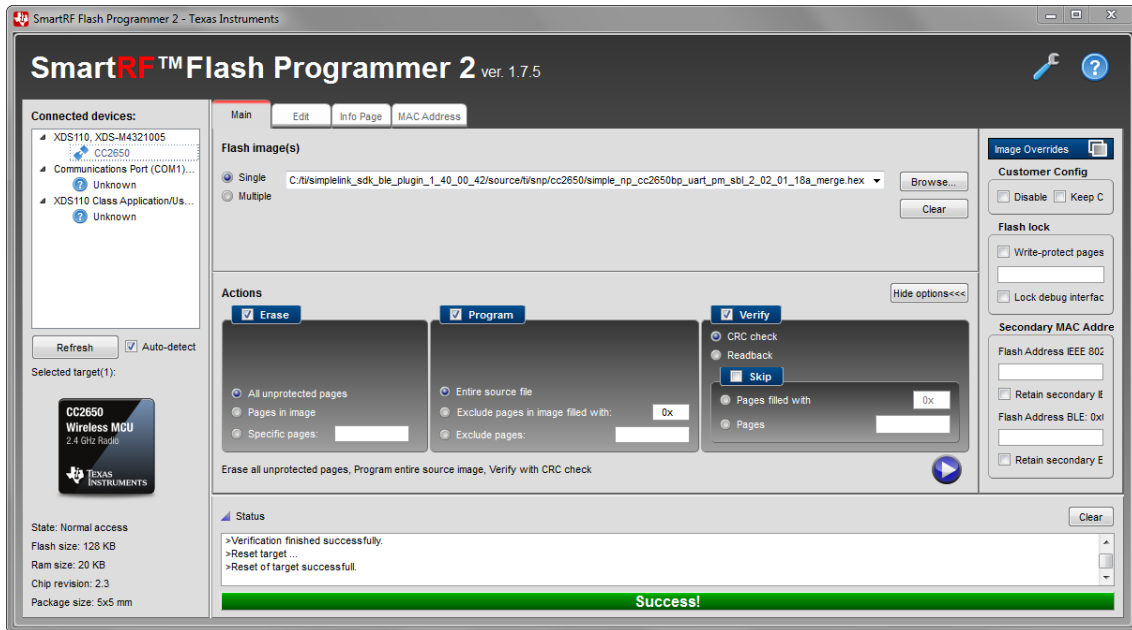 SmartRF Flash Programmer 2 - Texas Instruments
SmartRF™Flash Programmer 2 ver. 1.7.5
Connected devices:
XDS110, XDS-M4321005
CC2650
Communications Port (COM1)...
Unknown
XDS110 Class Application/Us...
Unknown
Refresh
Auto-detect
Selected target(1):
CC2650
Wireless MCU
2.4 GHz Radio
TEXAS
INSTRUMENTS
State: Normal access
Flash size: 128 KB
Ram size: 20 KB
Chip revision: 2.3
Package size: 5x5 mm
Main
Edit
Info Page
MAC Address
Flash image(s)
Single
C:/ti/simplelink_sdk_ble_plugin_1_40_00_42/source/ti/snp/cc2650/simple_np_cc2650bp_uart_pm_sbl_2_02_01_18a_merge.hex
Browse...
Multiple
Clear
Actions
Hide options<<<
Erase
All unprotected pages
Pages in image
Specific pages:
Program
Entire source file
Exclude pages in image filled with:
0x
Exclude pages:
Verify
CRC check
Readback
Skip
Pages filled with
0x
Pages
Erase all unprotected pages, Program entire source image, Verify with CRC check
Image Overrides
Customer Config
Disable
Keep C
Flash lock
Write-protect pages
Lock debug interfac
Secondary MAC Addre
Flash Address IEEE 802
Retain secondary IE
Flash Address BLE: 0x
Retain secondary E
Status
Clear
>Verification finished successfully.
>Reset target ...
>Reset of target successfull.
Success!